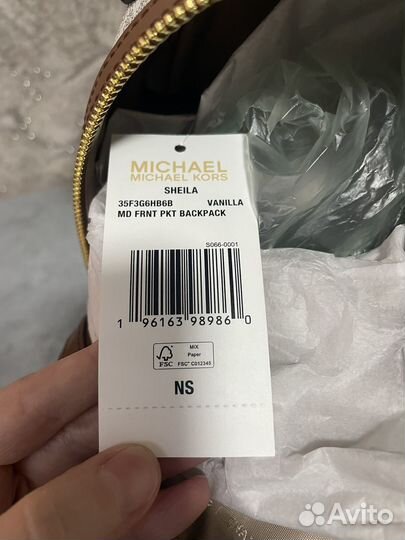 MICHAEL
MICHAEL KORS
SHEILA
35F3G6HB6B VANILLA
MD FRNT PKT BACKPACK
S066-0001
1 96163 98986 0
FSC
MIX
Paper
FSC® C012345
NS
Avito